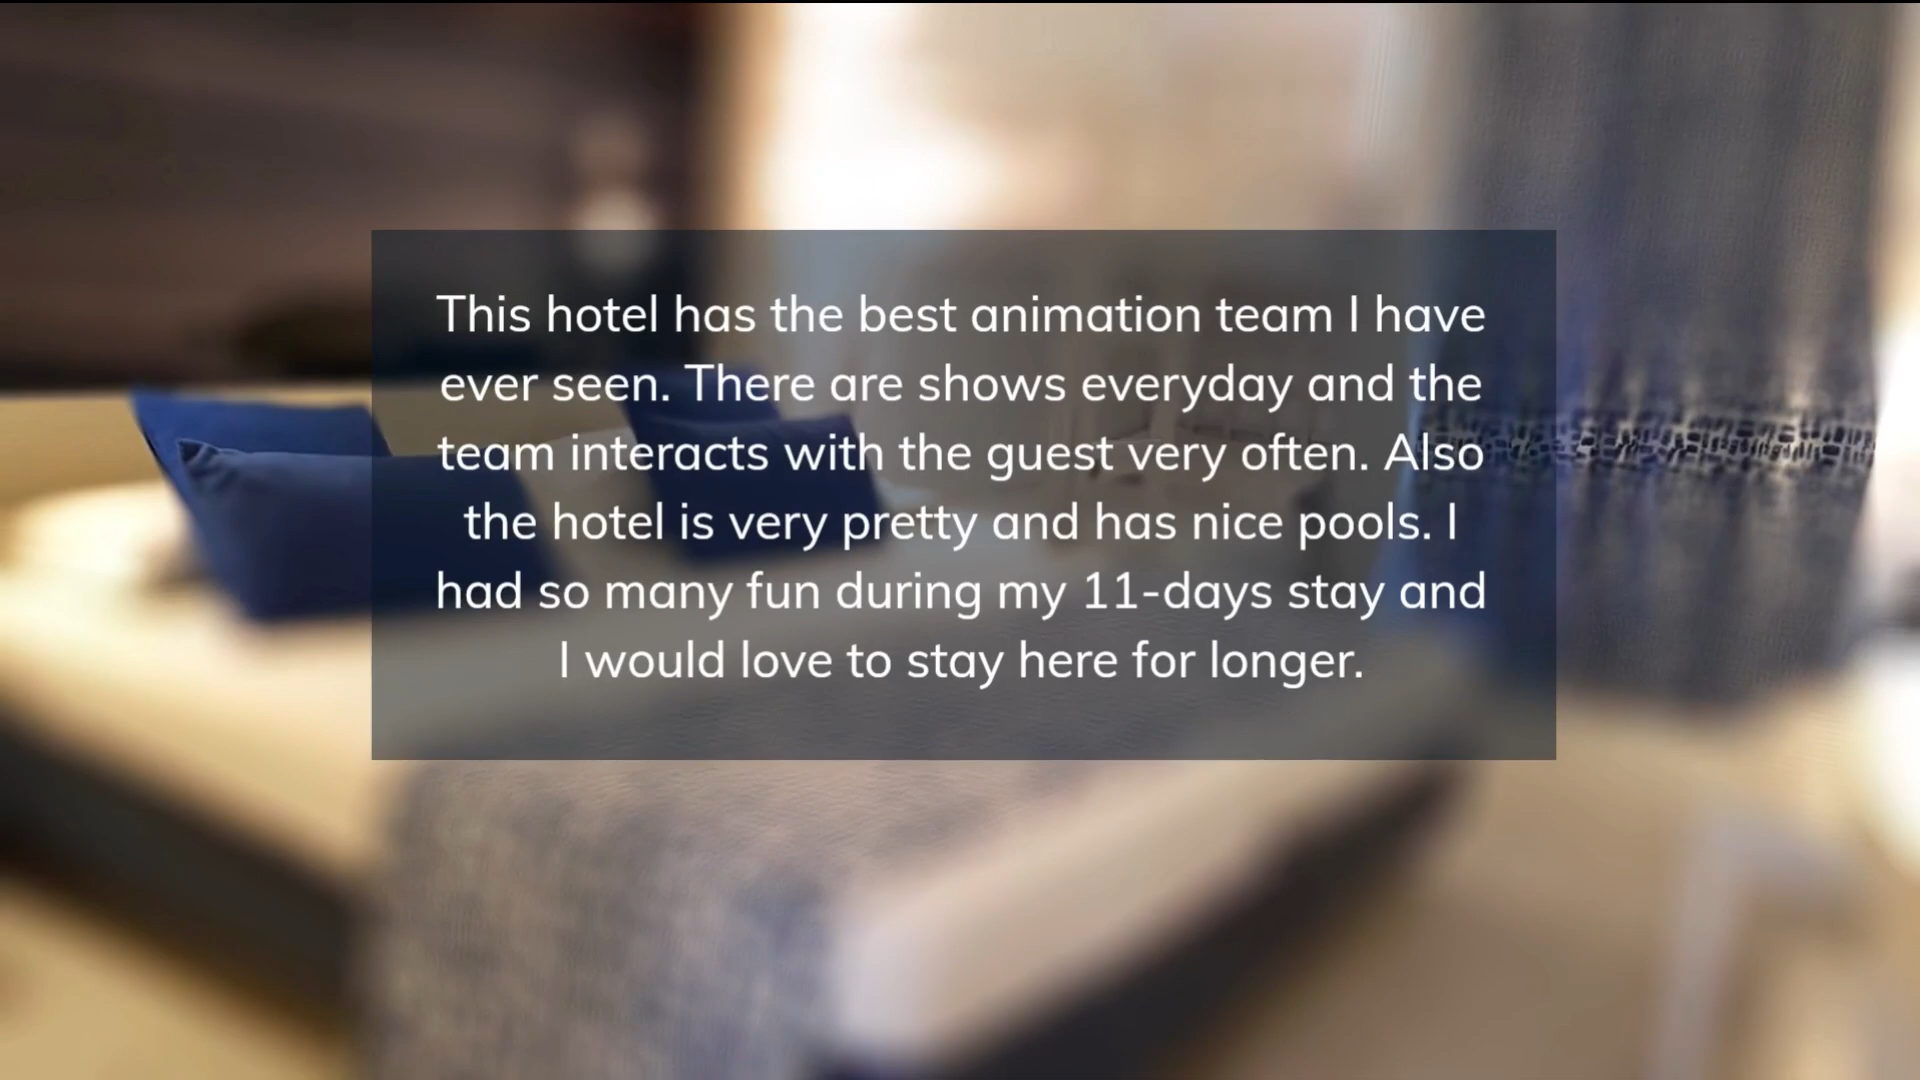 This hotel has the best animation team I have
ever seen. There are shows everyday and the
team interacts with the guest very often. Also
the hotel is very pretty and has nice pools. I
had so many fun during my 11-days stay and
I would love to stay here for longer.